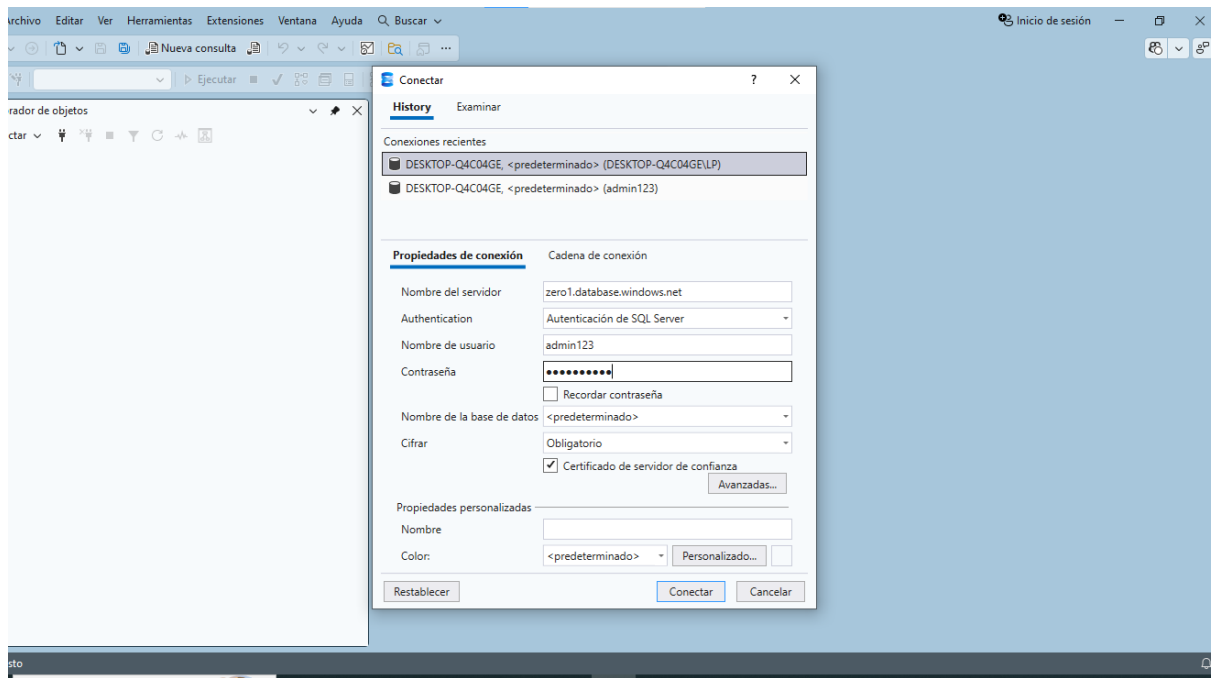 Archivo Editar Ver Herramientas Extensiones Ventana Ayuda Buscar Inicio de sesión
Nueva consulta
Ejecutar
rador de objetos
ctar
Conectar ? X
History Examinar
Conexiones recientes
DESKTOP-Q4C04GE, <predeterminado> (DESKTOP-Q4C04GE\LP)
DESKTOP-Q4C04GE, <predeterminado> (admin123)
Propiedades de conexión Cadena de conexión
Nombre del servidor zero1.database.windows.net
Authentication Autenticación de SQL Server
Nombre de usuario admin123
Contraseña ••••••••••
Recordar contraseña
Nombre de la base de datos <predeterminado>
Cifrar Obligatorio
Certificado de servidor de confianza
Avanzadas...
Propiedades personalizadas
Nombre
Color: <predeterminado> Personalizado...
Restablecer Conectar Cancelar
sto